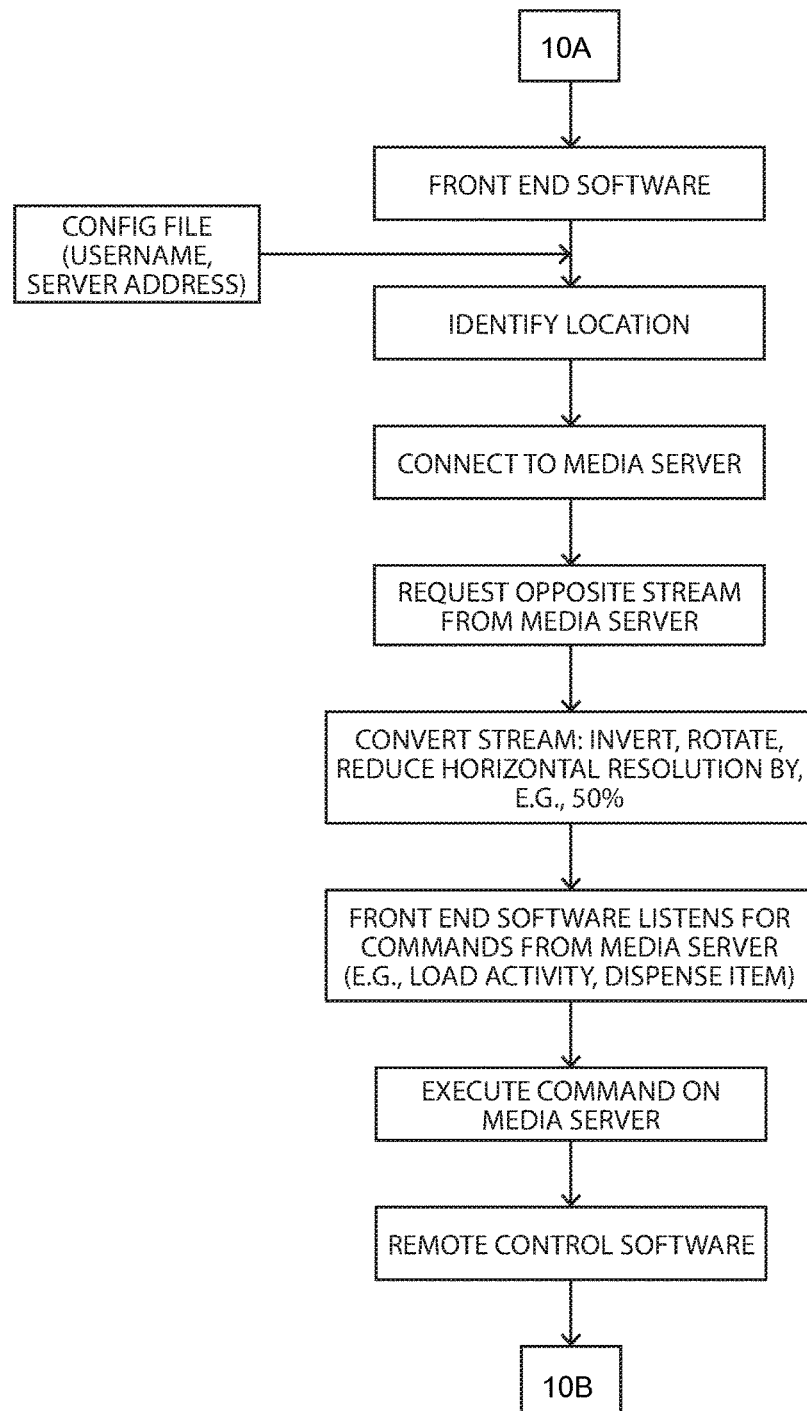 10A
FRONT END SOFTWARE
CONFIG FILE
(USERNAME,
SERVER ADDRESS)
IDENTIFY LOCATION
CONNECT TO MEDIA SERVER
REQUEST OPPOSITE STREAM
FROM MEDIA SERVER
CONVERT STREAM: INVERT, ROTATE,
REDUCE HORIZONTAL RESOLUTION BY,
E.G., 50%
FRONT END SOFTWARE LISTENS FOR
COMMANDS FROM MEDIA SERVER
(E.G., LOAD ACTIVITY, DISPENSE ITEM)
EXECUTE COMMAND ON
MEDIA SERVER
REMOTE CONTROL SOFTWARE
10B